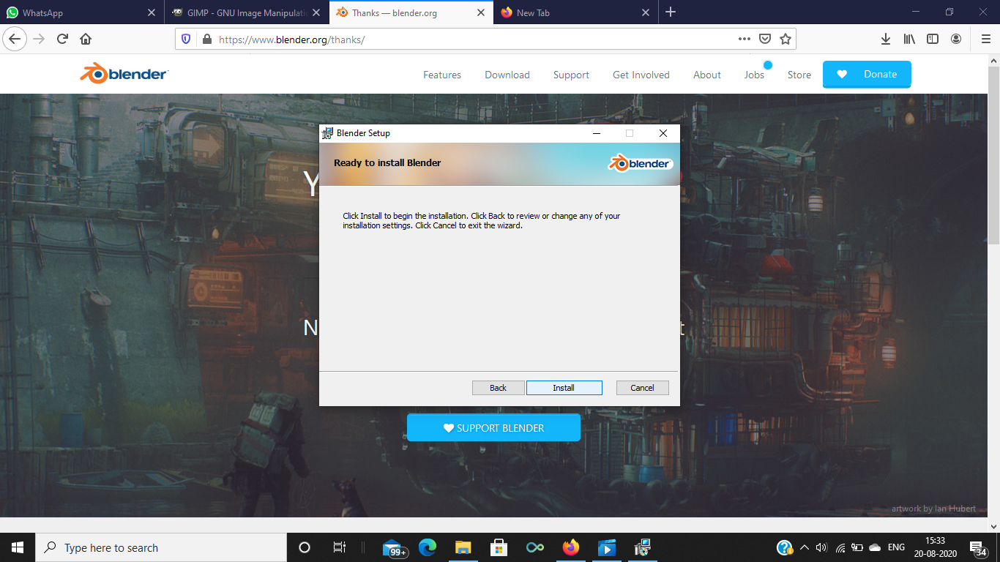 WhatsApp
GIMP - GNU Image Manipulati
Thanks — blender.org
New Tab
https://www.blender.org/thanks/
blender
Features
Download
Support
Get Involved
About
Jobs
Store
Donate
Blender Setup
Ready to install Blender
blender
Y
Click Install to begin the installation. Click Back to review or change any of your
installation settings. Click Cancel to exit the wizard.
N
t
Back
Install
Cancel
SUPPORT BLENDER
artwork by Ian Hubert
Type here to search
99+
ENG
15:33
20-08-2020
34